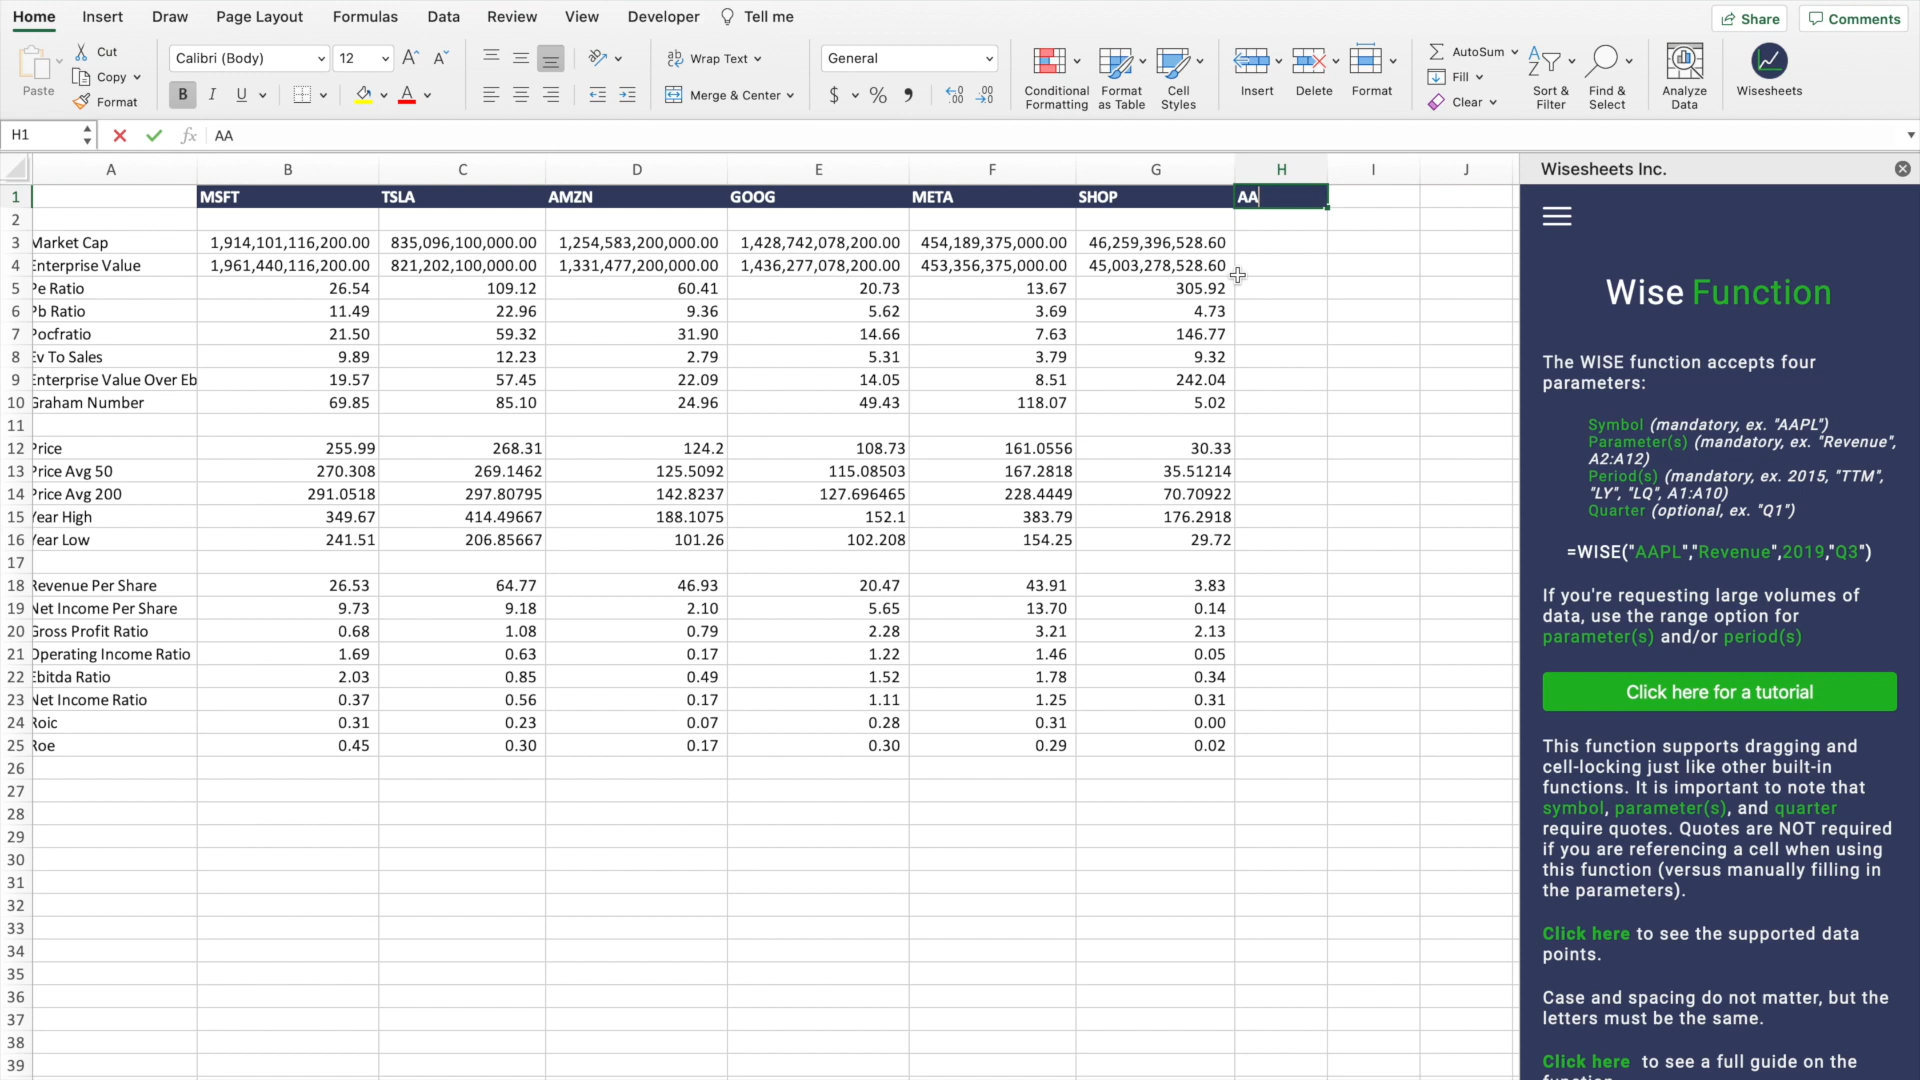 Home Insert Draw Page Layout Formulas Data Review View Developer Tell me Share Comments
Paste Cut Copy Format
Calibri (Body) 12 A^ A˅
B I U A
ab Wrap Text
Merge & Center
General
$ % 9
Conditional Formatting Format as Table Cell Styles
Insert Delete Format
AutoSum Fill Clear
Sort & Filter Find & Select Analyze Data Wisesheets
H1 fx AA
A B C D E F G H I J
1 MSFT TSLA AMZN GOOG META SHOP AA
2
3 Market Cap 1,914,101,116,200.00 835,096,100,000.00 1,254,583,200,000.00 1,428,742,078,200.00 454,189,375,000.00 46,259,396,528.60
4 Enterprise Value 1,961,440,116,200.00 821,202,100,000.00 1,331,477,200,000.00 1,436,277,078,200.00 453,356,375,000.00 45,003,278,528.60
5 Pe Ratio 26.54 109.12 60.41 20.73 13.67 305.92
6 Pb Ratio 11.49 22.96 9.36 5.62 3.69 4.73
7 Pocfratio 21.50 59.32 31.90 14.66 7.63 146.77
8 Ev To Sales 9.89 12.23 2.79 5.31 3.79 9.32
9 Enterprise Value Over Eb 19.57 57.45 22.09 14.05 8.51 242.04
10 Graham Number 69.85 85.10 24.96 49.43 118.07 5.02
11
12 Price 255.99 268.31 124.2 108.73 161.0556 30.33
13 Price Avg 50 270.308 269.1462 125.5092 115.08503 167.2818 35.51214
14 Price Avg 200 291.0518 297.80795 142.8237 127.696465 228.4449 70.70922
15 Year High 349.67 414.49667 188.1075 152.1 383.79 176.2918
16 Year Low 241.51 206.85667 101.26 102.208 154.25 29.72
17
18 Revenue Per Share 26.53 64.77 46.93 20.47 43.91 3.83
19 Net Income Per Share 9.73 9.18 2.10 5.65 13.70 0.14
20 Gross Profit Ratio 0.68 1.08 0.79 2.28 3.21 2.13
21 Operating Income Ratio 1.69 0.63 0.17 1.22 1.46 0.05
22 Ebitda Ratio 2.03 0.85 0.49 1.52 1.78 0.34
23 Net Income Ratio 0.37 0.56 0.17 1.11 1.25 0.31
24 Roic 0.31 0.23 0.07 0.28 0.31 0.00
25 Roe 0.45 0.30 0.17 0.30 0.29 0.02
26
27
28
29
30
31
32
33
34
35
36
37
38
39
Wisesheets Inc.
Wise Function
The WISE function accepts four
parameters:
Symbol (mandatory, ex. "AAPL")
Parameter(s) (mandatory, ex. "Revenue",
A2:A12)
Period(s) (mandatory, ex. 2015, "TTM",
"LY", "LQ", A1:A10)
Quarter (optional, ex. "Q1")
=WISE("AAPL","Revenue",2019,"Q3")
If you're requesting large volumes of
data, use the range option for
parameter(s) and/or period(s)
Click here for a tutorial
This function supports dragging and
cell-locking just like other built-in
functions. It is important to note that
symbol, parameter(s), and quarter
require quotes. Quotes are NOT required
if you are referencing a cell when using
this function (versus manually filling in
the parameters).
Click here to see the supported data
points.
Case and spacing do not matter, but the
letters must be the same.
Click here to see a full guide on the